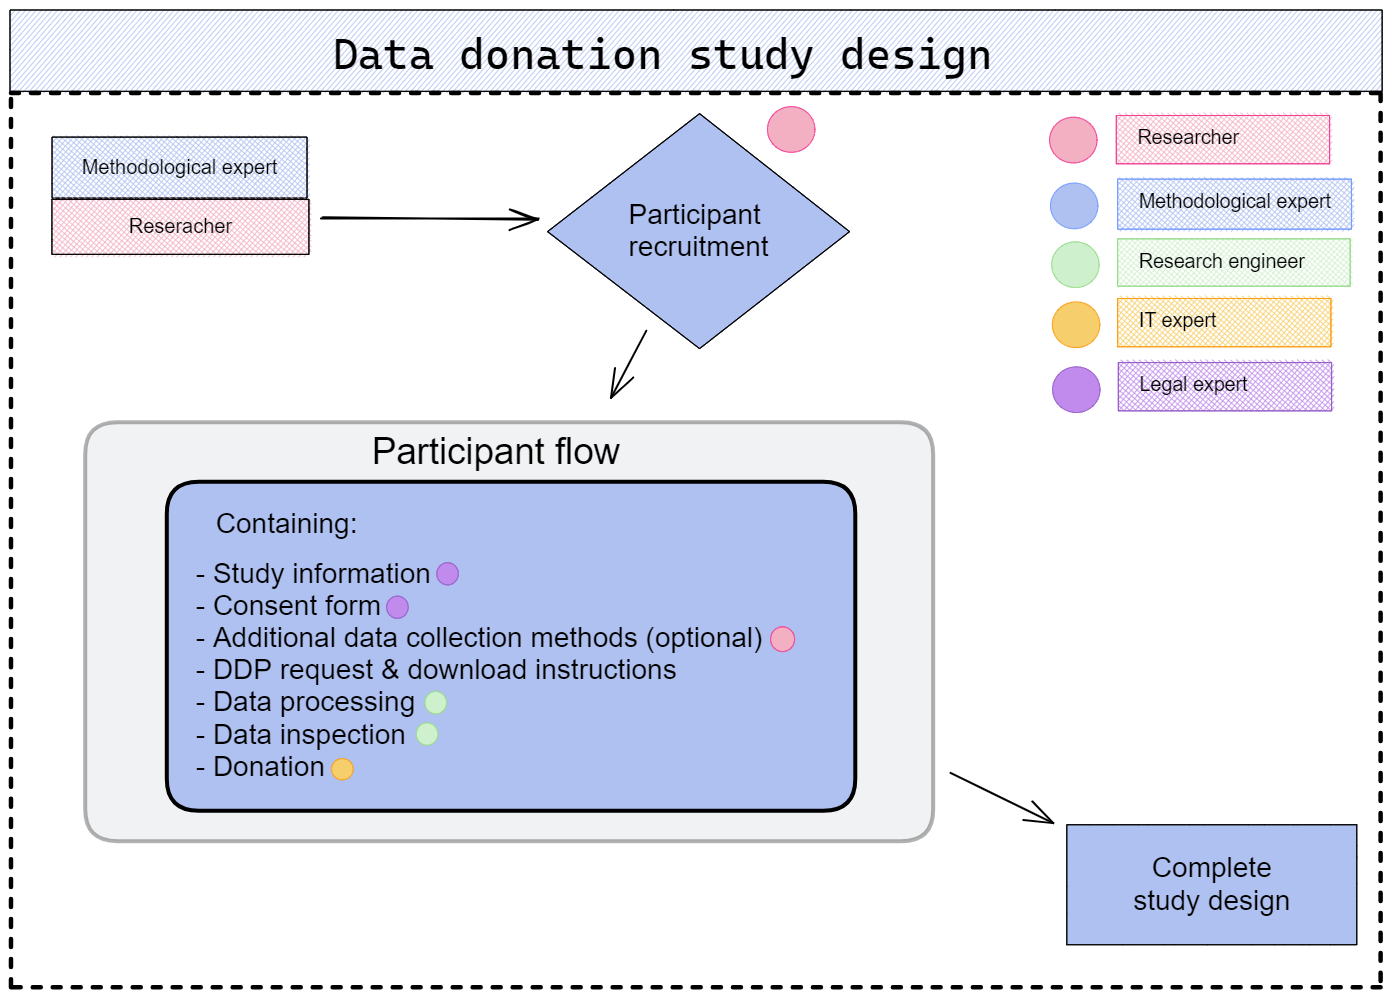 Data donation study design
Methodological expert
Reseracher
Participant
recruitment
Researcher
Methodological expert
Research engineer
IT expert
Legal expert
Participant flow
Containing:
- Study information
- Consent form
- Additional data collection methods (optional)
- DDP request & download instructions
- Data processing
- Data inspection
- Donation
Complete
study design